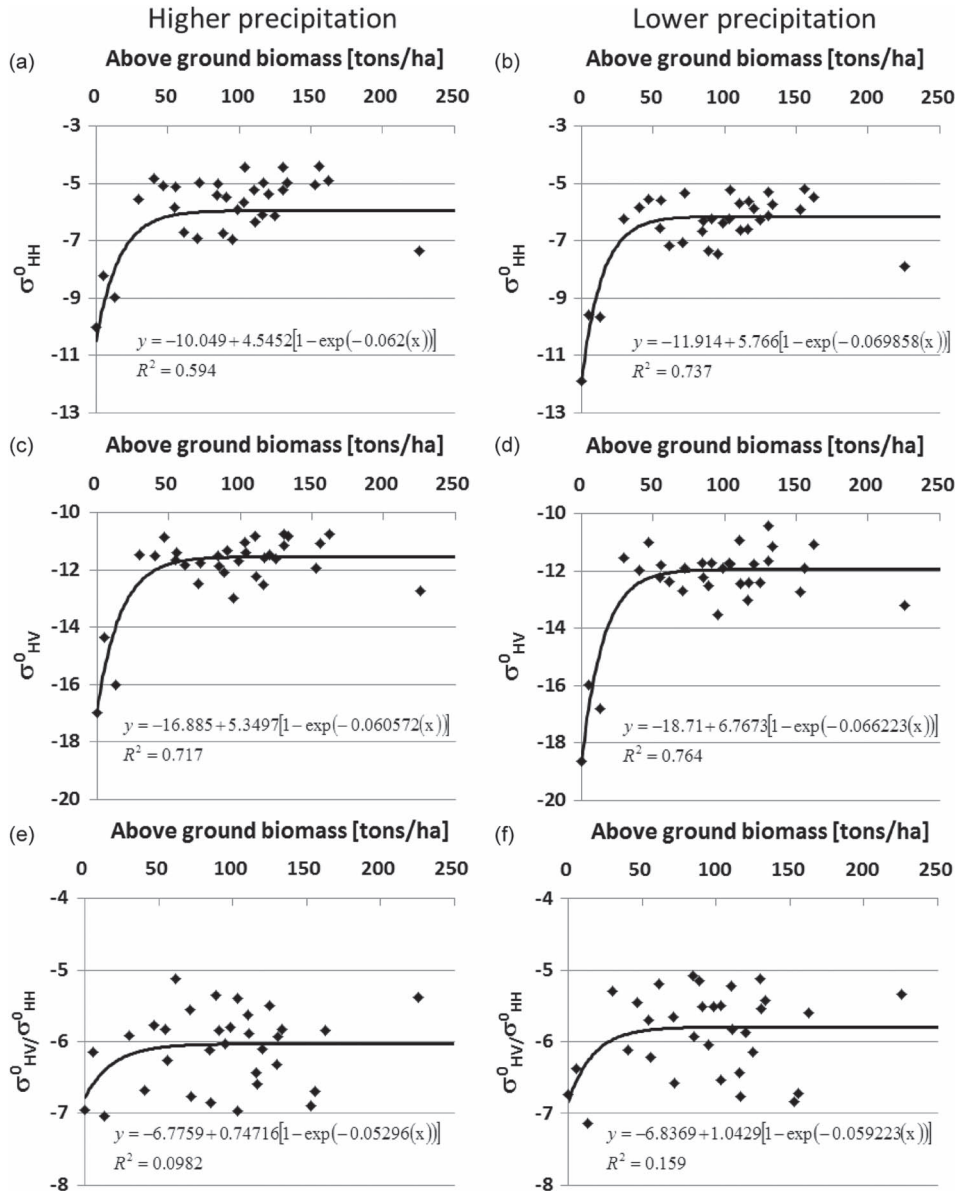 Higher precipitation
Lower precipitation
(a)
Above ground biomass [tons/ha]
0 50 100 150 200 250
-3
-5
-7
-9
-11
-13
σ⁰HH
y = −10.049 + 4.5452[1 − exp(−0.062(x))]
R² = 0.594
(b)
Above ground biomass [tons/ha]
0 50 100 150 200 250
-3
-5
-7
-9
-11
-13
σ⁰HH
y = −11.914 + 5.766[1 − exp(−0.069858(x))]
R² = 0.737
(c)
Above ground biomass [tons/ha]
0 50 100 150 200 250
-10
-12
-14
-16
-18
-20
σ⁰HV
y = −16.885 + 5.3497[1 − exp(−0.060572(x))]
R² = 0.717
(d)
Above ground biomass [tons/ha]
0 50 100 150 200 250
-10
-12
-14
-16
-18
-20
σ⁰HV
y = −18.71 + 6.7673[1 − exp(−0.066223(x))]
R² = 0.764
(e)
Above ground biomass [tons/ha]
0 50 100 150 200 250
-4
-5
-6
-7
-8
σ⁰HV/σ⁰HH
y = −6.7759 + 0.74716[1 − exp(−0.05296(x))]
R² = 0.0982
(f)
Above ground biomass [tons/ha]
0 50 100 150 200 250
-4
-5
-6
-7
-8
σ⁰HV/σ⁰HH
y = −6.8369 + 1.0429[1 − exp(−0.059223(x))]
R² = 0.159